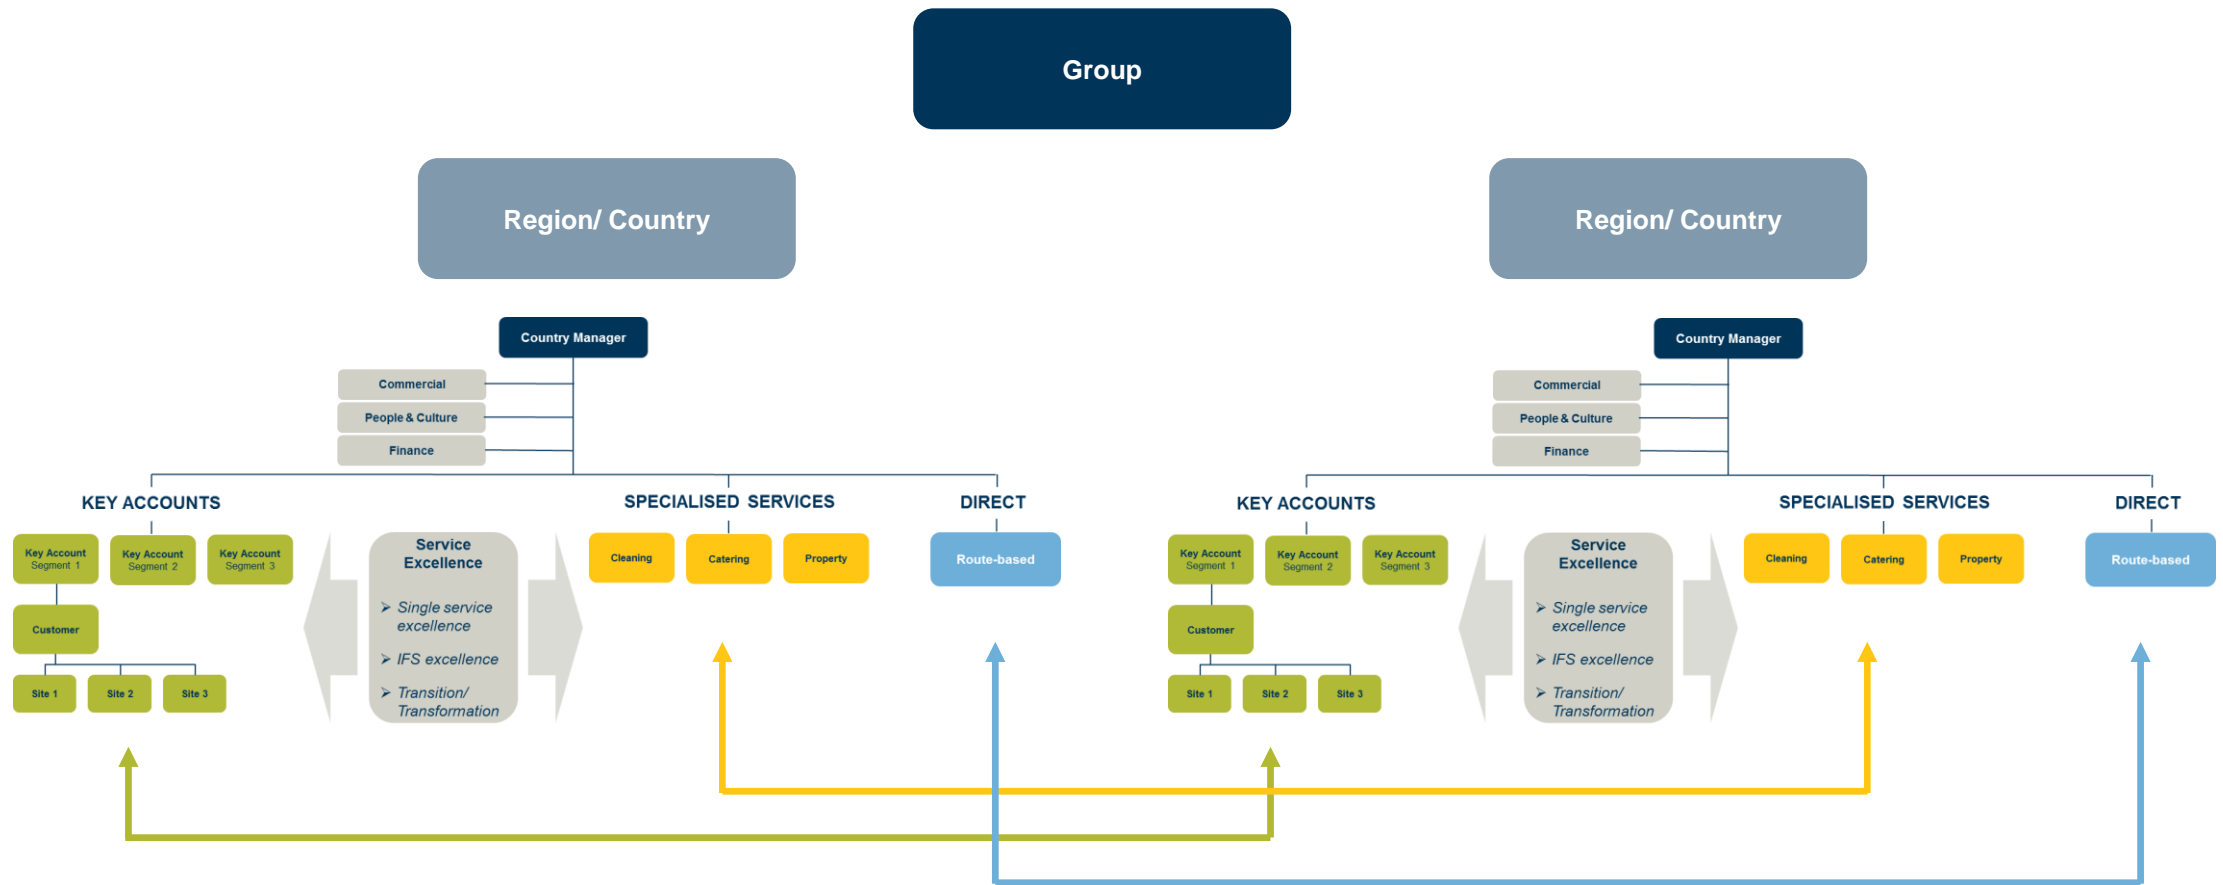 Group
Region/ Country
Region/ Country
Country Manager
Commercial
People & Culture
Finance
KEY ACCOUNTS
SPECIALISED SERVICES
DIRECT
Key Account
Segment 1
Key Account
Segment 2
Key Account
Segment 3
Customer
Site 1
Site 2
Site 3
Service
Excellence
➢ Single service
excellence
➢ IFS excellence
➢ Transition/
Transformation
Cleaning
Catering
Property
Route-based
Country Manager
Commercial
People & Culture
Finance
KEY ACCOUNTS
SPECIALISED SERVICES
DIRECT
Key Account
Segment 1
Key Account
Segment 2
Key Account
Segment 3
Customer
Site 1
Site 2
Site 3
Service
Excellence
➢ Single service
excellence
➢ IFS excellence
➢ Transition/
Transformation
Cleaning
Catering
Property
Route-based